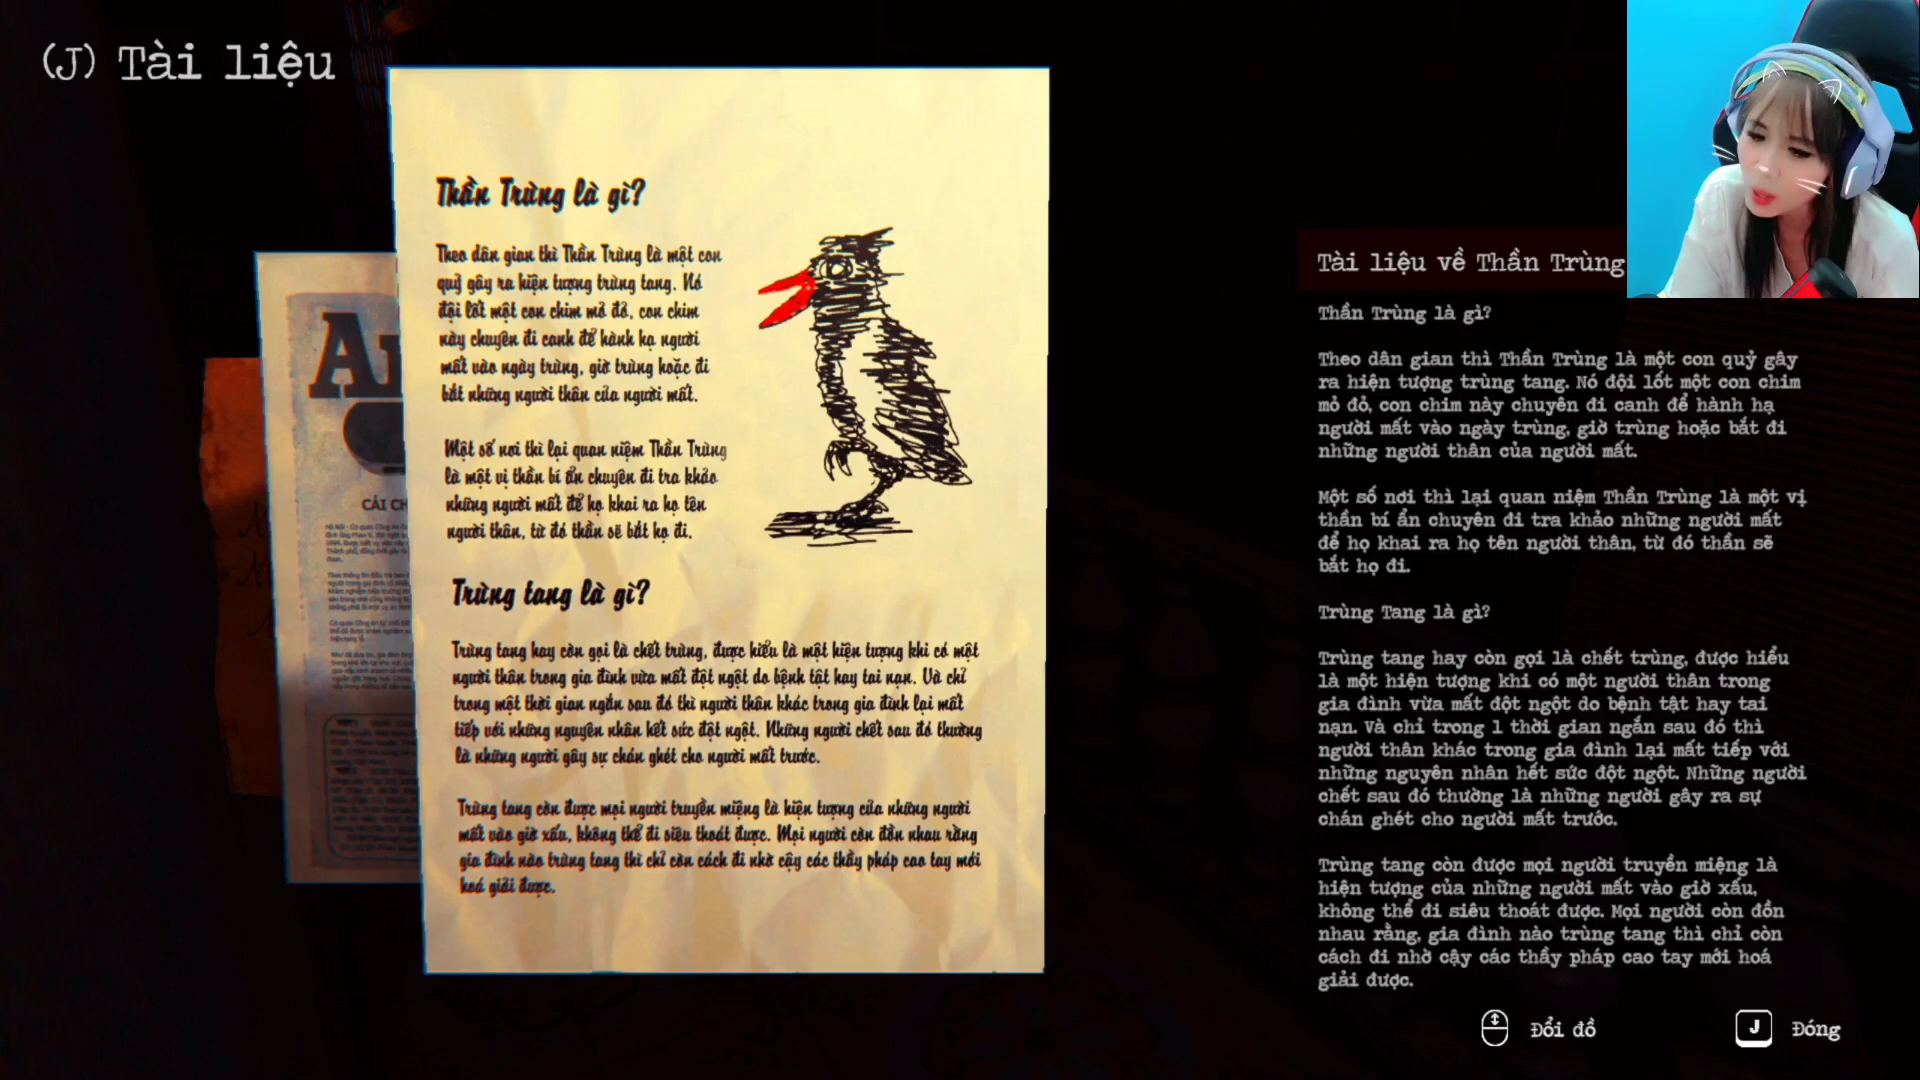 (J) Tài liệu
Thần Trùng là gì?
Theo dân gian thì Thần Trùng là một con
quỷ gây ra hiện tượng trùng tang. Nó
đội lốt một con chim mỏ đỏ, con chim
này chuyên đi canh để hành hạ người
mất vào ngày trùng, giờ trùng hoặc đi
bắt những người thân của người mất.
Một số nơi thì lại quan niệm Thần Trùng
là một vị thần bí ẩn chuyên đi tra khảo
những người mất để họ khai ra họ tên
người thân, từ đó thần sẽ bắt họ đi.
Trùng tang là gì?
Trùng tang hay còn gọi là chết trùng, được hiểu là một hiện tượng khi có một
người thân trong gia đình vừa mất đột ngột do bệnh tật hay tai nạn. Và chỉ
trong một thời gian ngắn sau đó thì người thân khác trong gia đình lại mất
tiếp với những nguyên nhân hết sức đột ngột. Những người chết sau đó thường
là những người gây sự chán ghét cho người mất trước.
Trùng tang còn được mọi người truyền miệng là hiện tượng của những người
mất vào giờ xấu, không thể đi siêu thoát được. Mọi người còn đồn nhau rằng
gia đình nào trùng tang thì chỉ còn cách đi nhờ cậy các thầy pháp cao tay mới
hoá giải được.
CÁI CH
Tài liệu về Thần Trùng
Thần Trùng là gì?
Theo dân gian thì Thần Trùng là một con quỷ gây
ra hiện tượng trùng tang. Nó đội lốt một con chim
mỏ đỏ, con chim này chuyên đi canh để hành hạ
người mất vào ngày trùng, giờ trùng hoặc bắt đi
những người thân của người mất.
Một số nơi thì lại quan niệm Thần Trùng là một vị
thần bí ẩn chuyên đi tra khảo những người mất
để họ khai ra họ tên người thân, từ đó thần sẽ
bắt họ đi.
Trùng Tang là gì?
Trùng tang hay còn gọi là chết trùng, được hiểu
là một hiện tượng khi có một người thân trong
gia đình vừa mất đột ngột do bệnh tật hay tai
nạn. Và chỉ trong 1 thời gian ngắn sau đó thì
người thân khác trong gia đình lại mất tiếp với
những nguyên nhân hết sức đột ngột. Những người
chết sau đó thường là những người gây ra sự
chán ghét cho người mất trước.
Trùng tang còn được mọi người truyền miệng là
hiện tượng của những người mất vào giờ xấu,
không thể đi siêu thoát được. Mọi người còn đồn
nhau rằng, gia đình nào trùng tang thì chỉ còn
cách đi nhờ cậy các thầy pháp cao tay mới hoá
giải được.
Đổi đồ
J Đóng